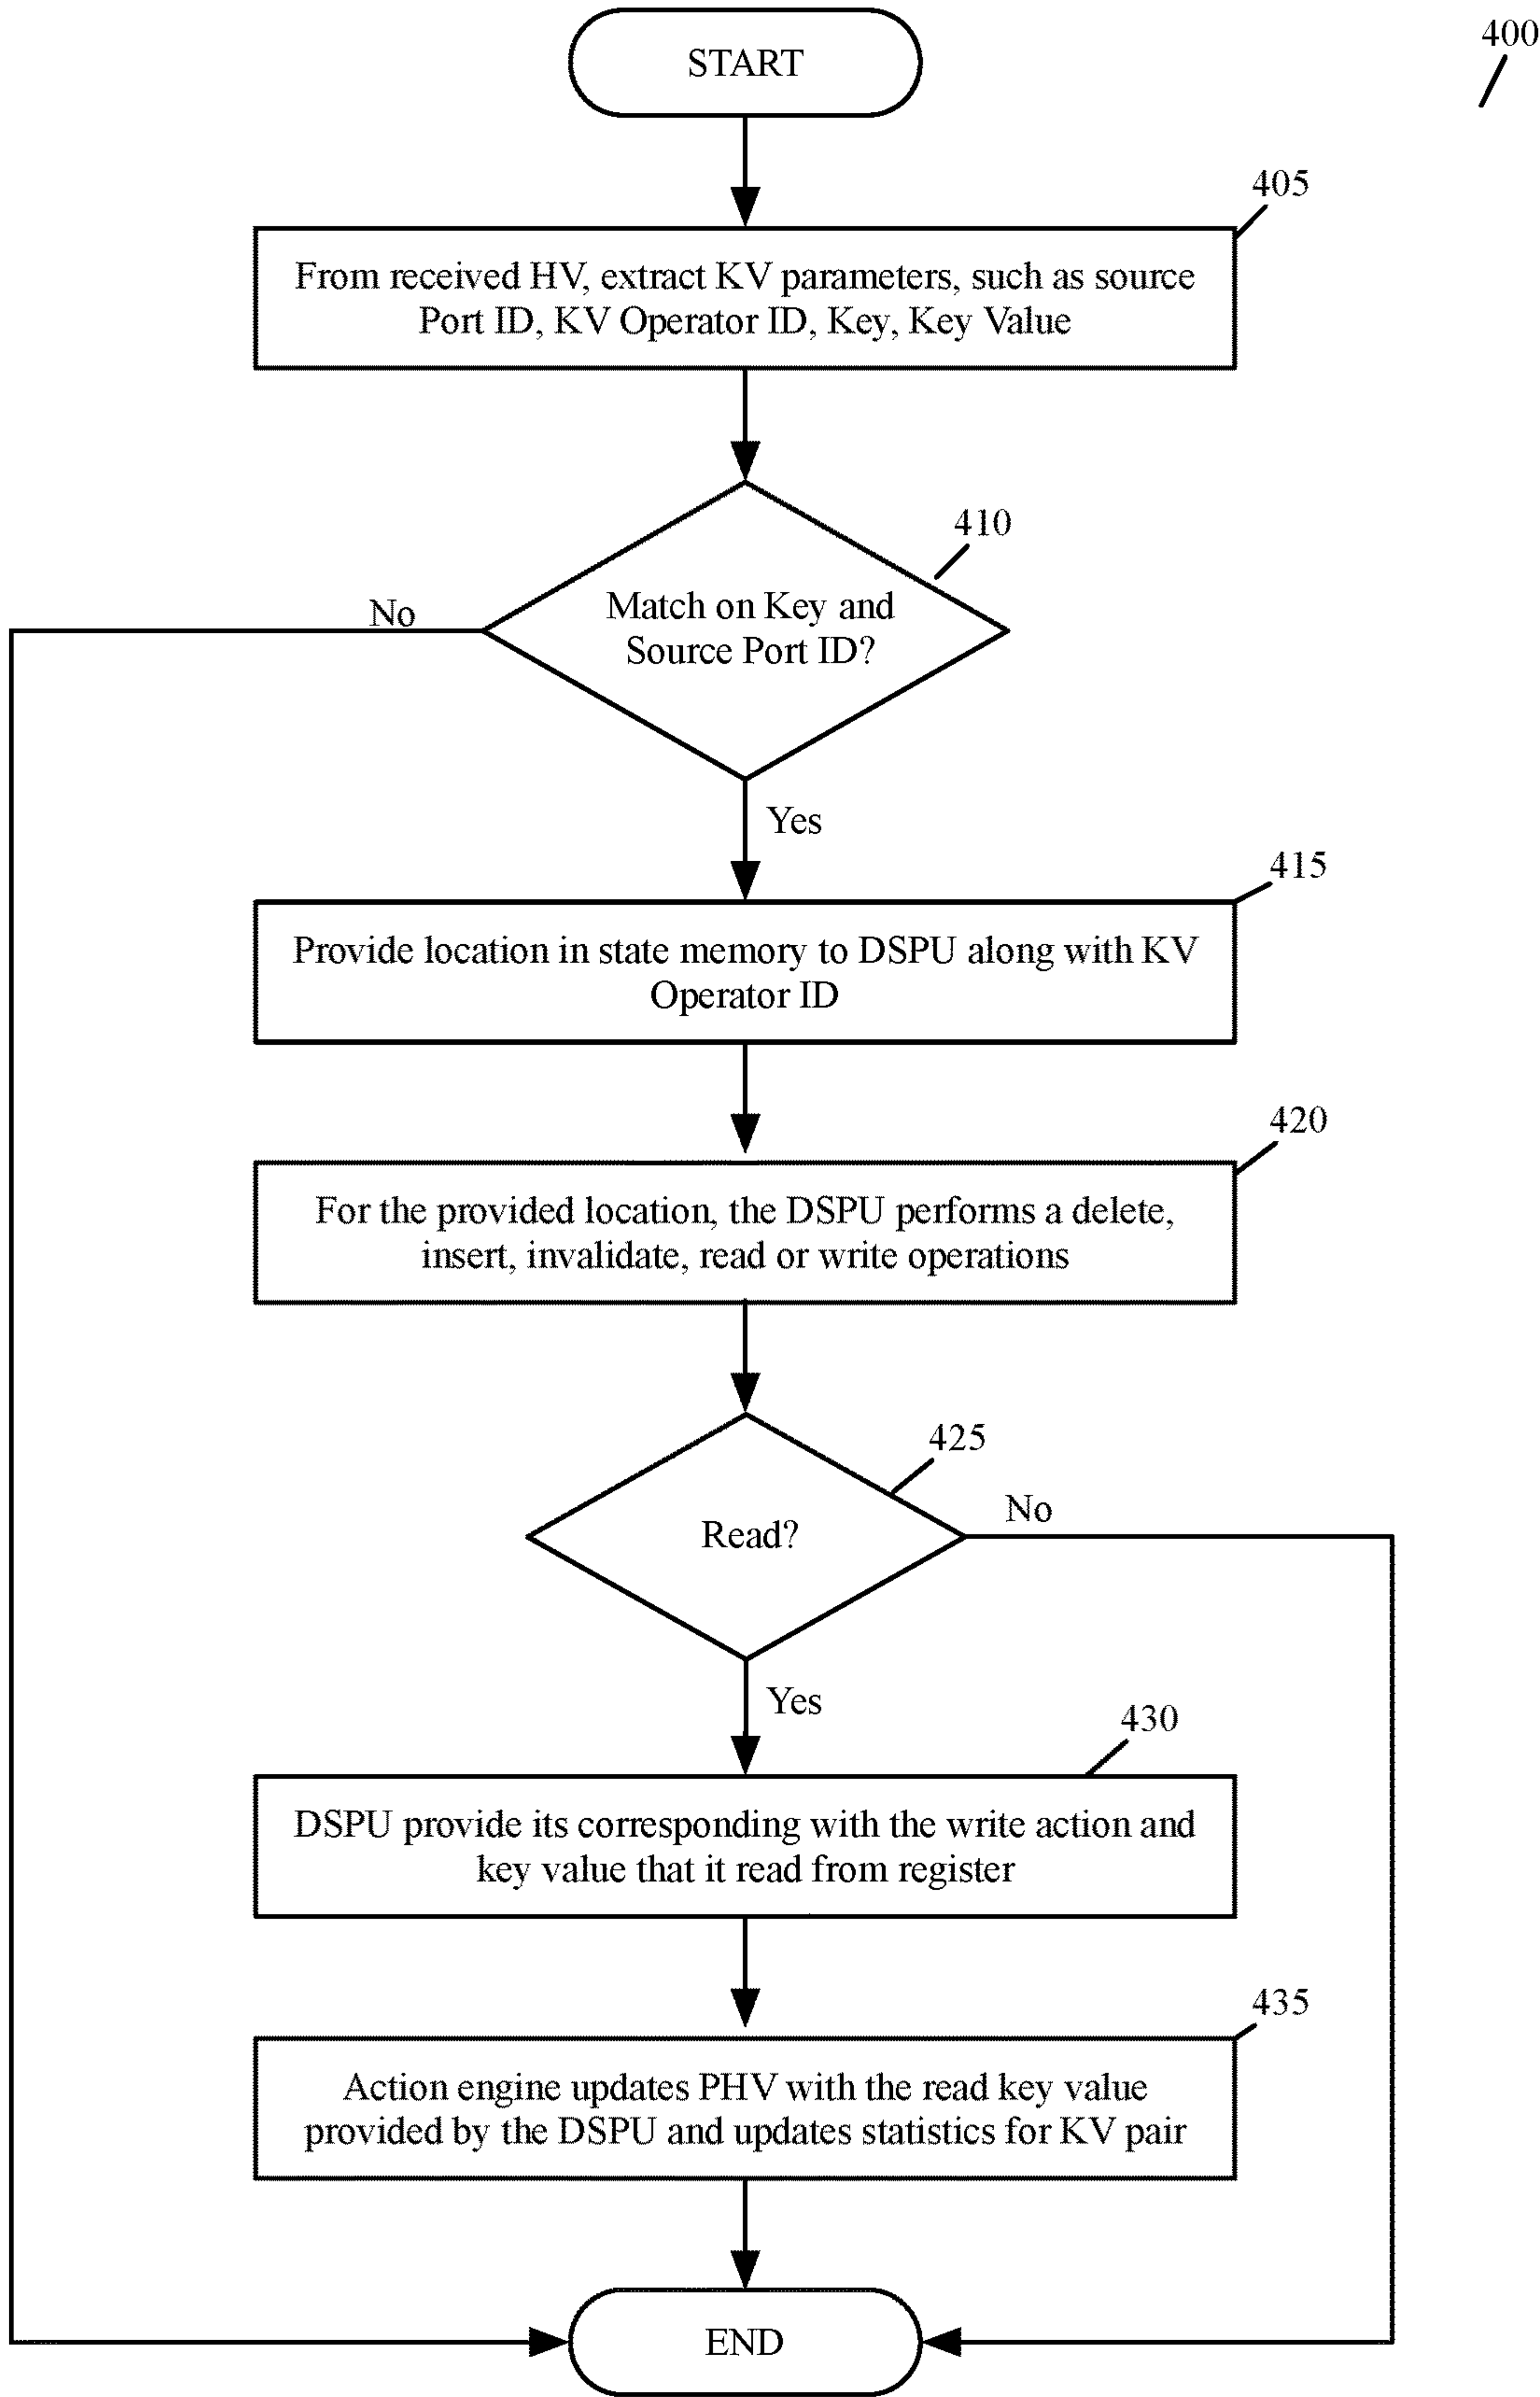 START
400
405
From received HV, extract KV parameters, such as source
Port ID, KV Operator ID, Key, Key Value
410
Match on Key and
Source Port ID?
No
Yes
415
Provide location in state memory to DSPU along with KV
Operator ID
420
For the provided location, the DSPU performs a delete,
insert, invalidate, read or write operations
425
Read?
No
Yes
430
DSPU provide its corresponding with the write action and
key value that it read from register
435
Action engine updates PHV with the read key value
provided by the DSPU and updates statistics for KV pair
END